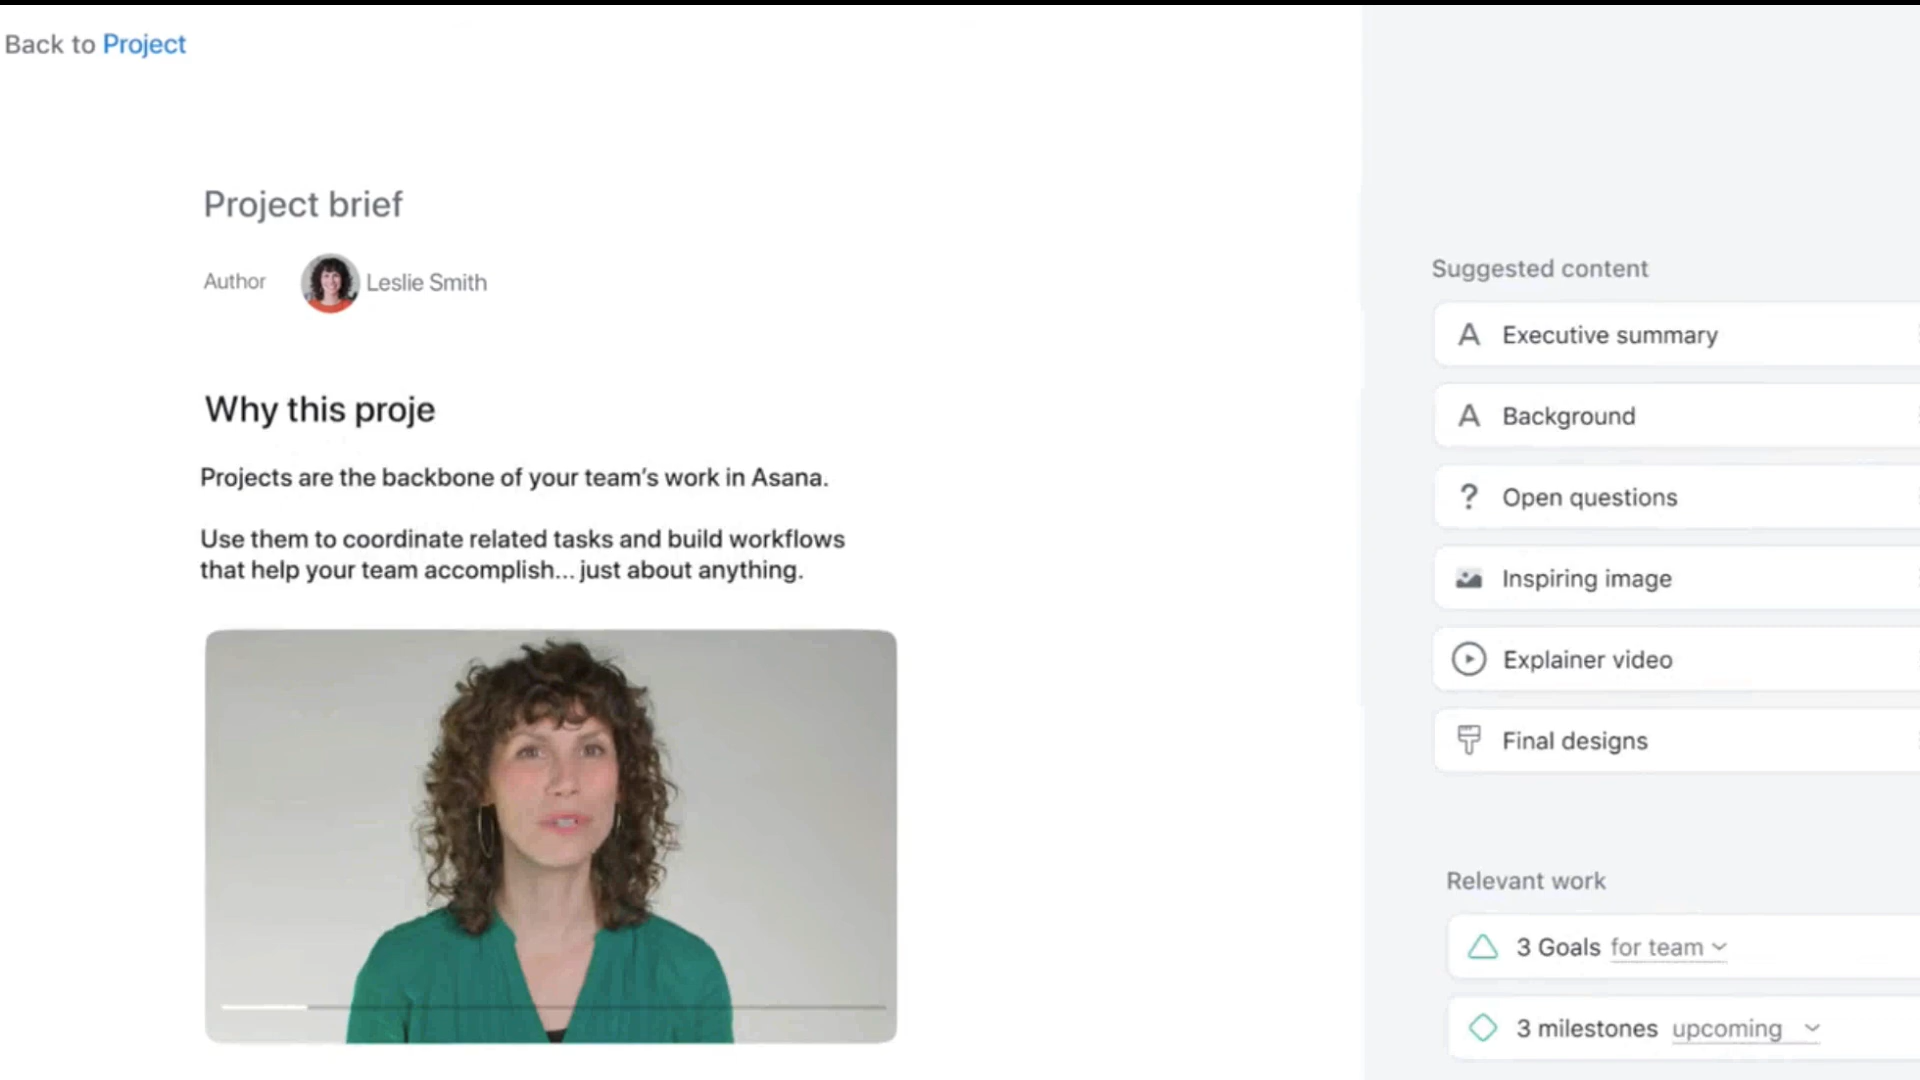 Back to Project
Project brief
Author Leslie Smith
Why this proje
Projects are the backbone of your team's work in Asana.
Use them to coordinate related tasks and build workflows
that help your team accomplish... just about anything.
Suggested content
Executive summary
Background
Open questions
Inspiring image
Explainer video
Final designs
Relevant work
3 Goals for team
3 milestones upcoming